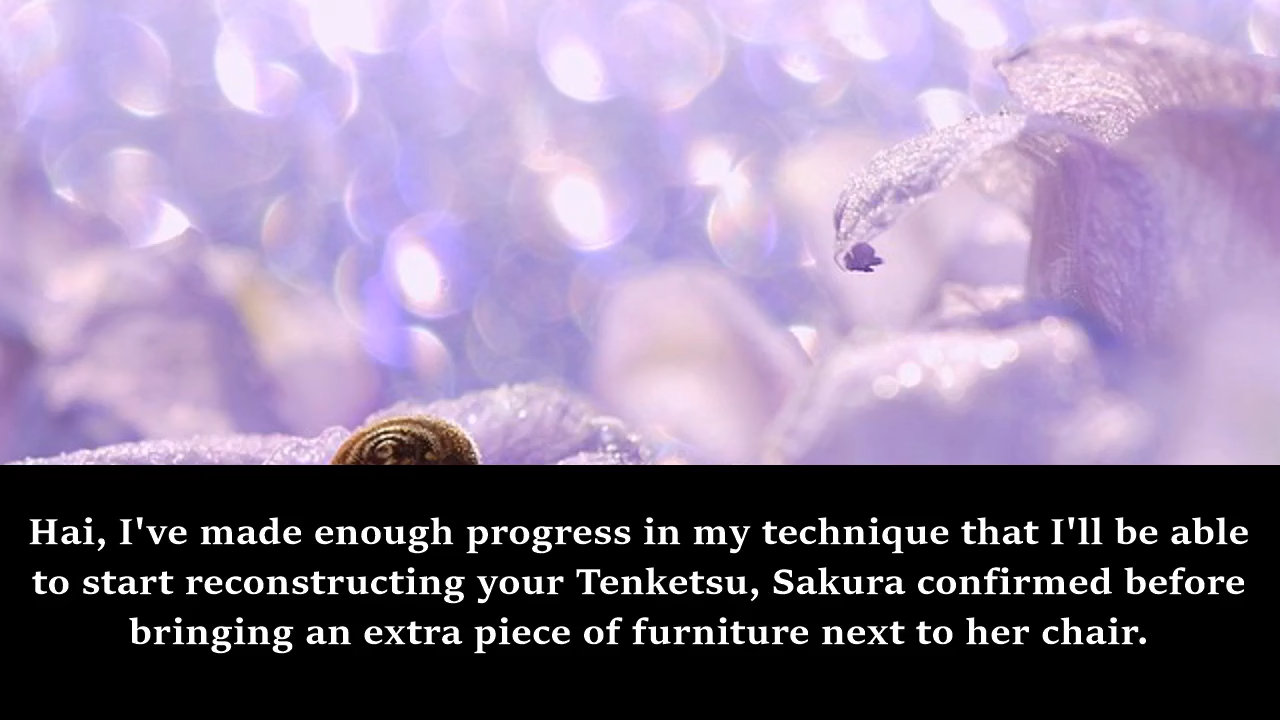 Hai, I've made enough progress in my technique that I'll be able
to start reconstructing your Tenketsu, Sakura confirmed before
bringing an extra piece of furniture next to her chair.